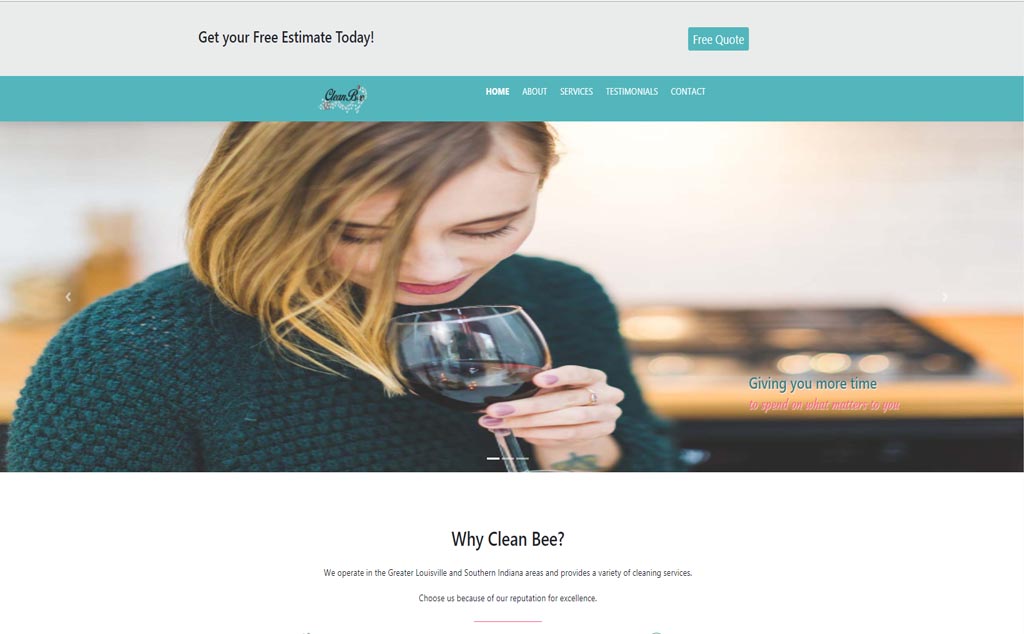 Get your Free Estimate Today!
Free Quote
Clean Bee
HOME ABOUT SERVICES TESTIMONIALS CONTACT
Giving you more time
to spend on what matters to you
Why Clean Bee?
We operate in the Greater Louisville and Southern Indiana areas and provides a variety of cleaning services.
Choose us because of our reputation for excellence.